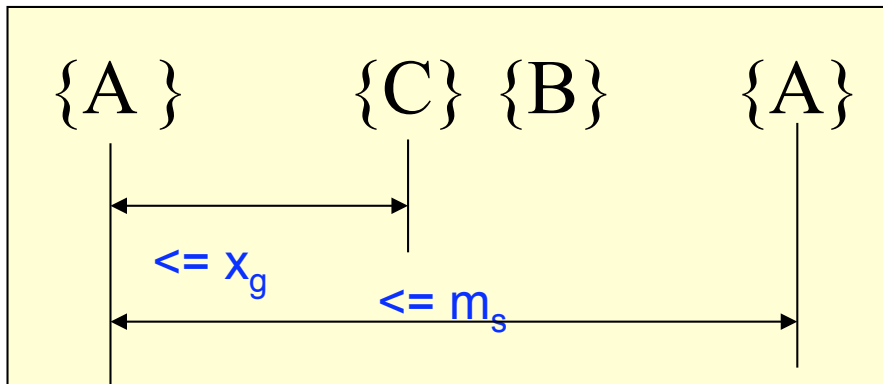 {A } {C} {B} {A}
<= x_g
<= m_s